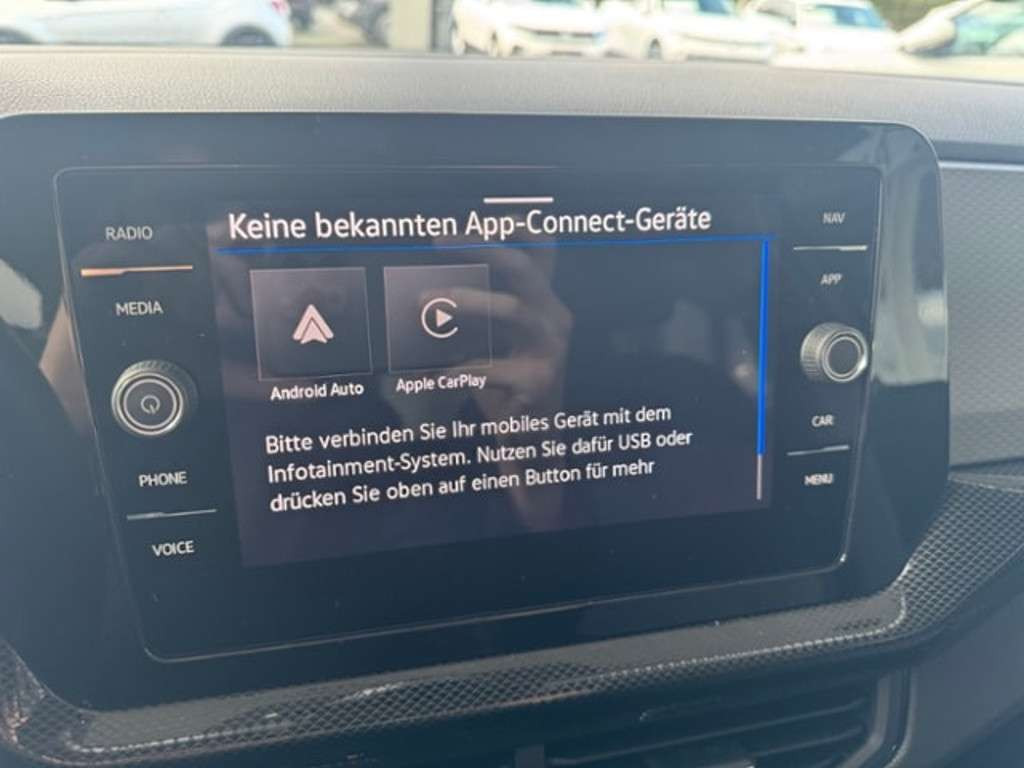 Keine bekannten App-Connect-Geräte
RADIO
MEDIA
PHONE
VOICE
Android Auto
Apple CarPlay
Bitte verbinden Sie Ihr mobiles Gerät mit dem
Infotainment-System. Nutzen Sie dafür USB oder
drücken Sie oben auf einen Button für mehr
NAV
APP
CAR
MENU